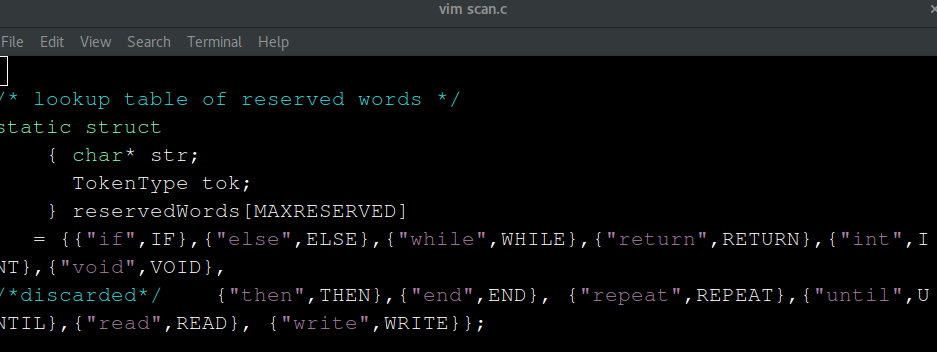 vim scan.c
File Edit View Search Terminal Help
/* lookup table of reserved words */
static struct
{ char* str;
TokenType tok;
} reservedWords[MAXRESERVED]
= {{"if",IF},{"else",ELSE},{"while",WHILE},{"return",RETURN},{"int",I
NT},{"void",VOID},
/*discarded*/ {"then",THEN},{"end",END}, {"repeat",REPEAT},{"until",U
NTIL},{"read",READ}, {"write",WRITE}};